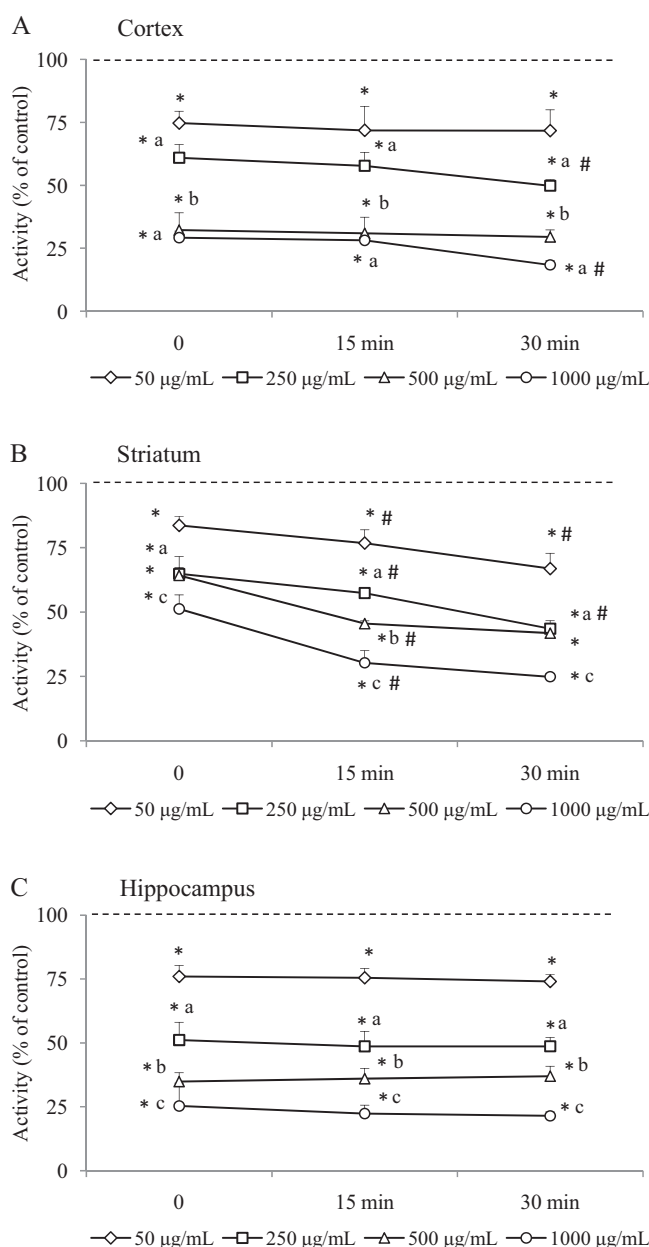 A Cortex
Activity (% of control)
100
75
50
25
0
* * *
* a * a * a #
* b * b * b
* a * a * a #
0 15 min 30 min
50 μg/mL 250 μg/mL 500 μg/mL 1000 μg/mL
B Striatum
Activity (% of control)
100
75
50
25
0
* * # * #
* a * a # * a #
* * b # *
* c * c # * c
0 15 min 30 min
50 μg/mL 250 μg/mL 500 μg/mL 1000 μg/mL
C Hippocampus
Activity (% of control)
100
75
50
25
0
* * *
* a * a * a
* b * b * b
* c * c * c
0 15 min 30 min
50 μg/mL 250 μg/mL 500 μg/mL 1000 μg/mL